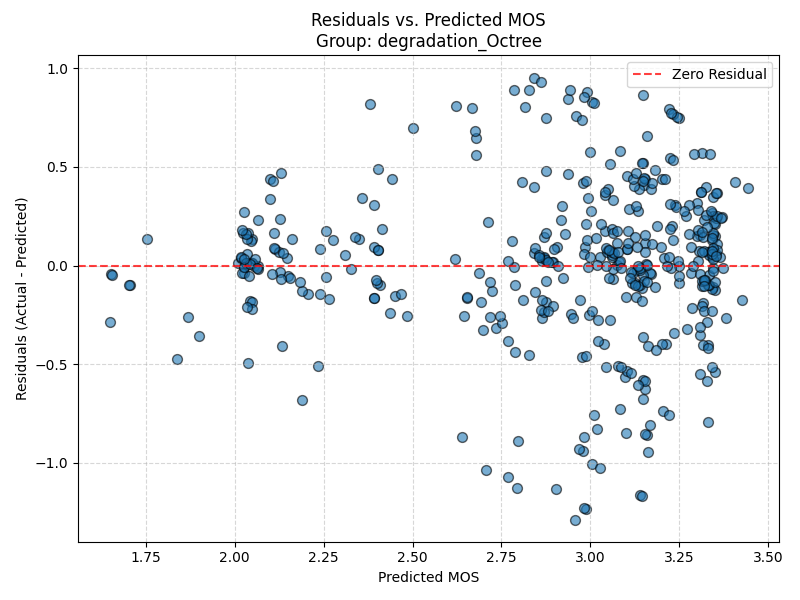 Residuals vs. Predicted MOS
Group: degradation_Octree
Zero Residual
Residuals (Actual - Predicted)
1.0
0.5
0.0
−0.5
−1.0
1.75
2.00
2.25
2.50
2.75
3.00
3.25
3.50
Predicted MOS